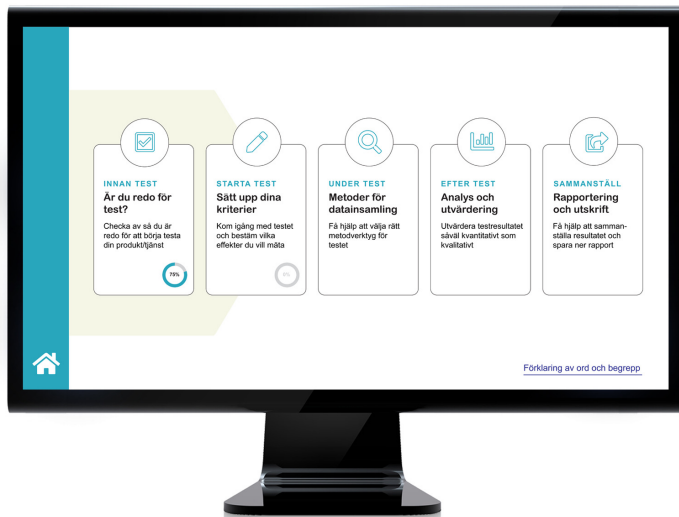 INNAN TEST
Är du redo för
test?
Checka av så du är
redo för att börja testa
din produkt/tjänst
75%
STARTA TEST
Sätt upp dina
kriterier
Kom igång med testet
och bestäm vilka
effekter du vill mäta
0%
UNDER TEST
Metoder för
datainsamling
Få hjälp att välja rätt
metodverktyg för
testet
EFTER TEST
Analys och
utvärdering
Utvärdera testresultatet
såväl kvantitativt som
kvalitativt
SAMMANSTÄLL
Rapportering
och utskrift
Få hjälp att samman-
ställa resultatet och
spara ner rapport
Förklaring av ord och begrepp